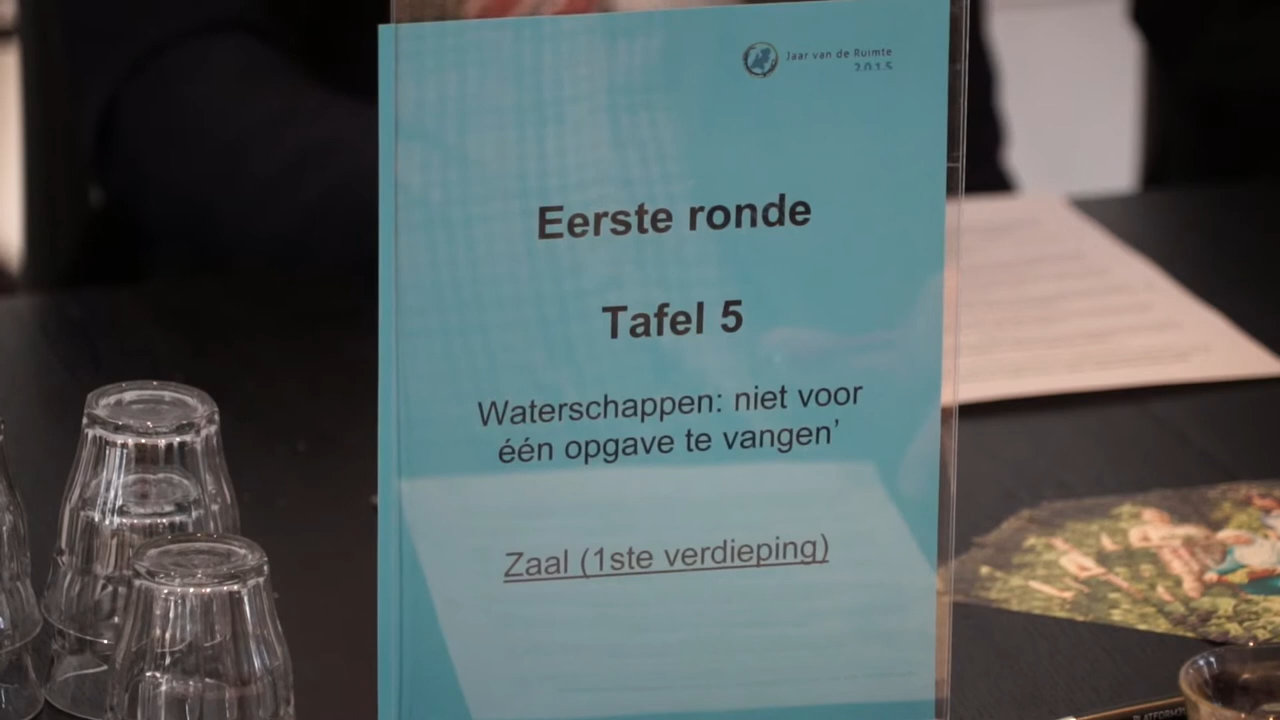 Jaar van de Ruimte
2015
Eerste ronde
Tafel 5
Waterschappen: niet voor
één opgave te vangen’
Zaal (1ste verdieping)